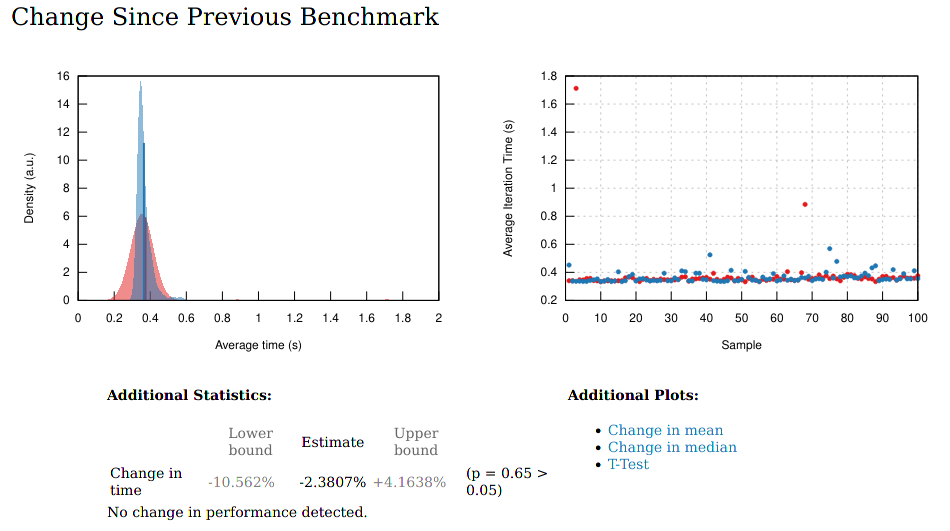 Change Since Previous Benchmark
16
14
12
10
8
6
4
2
0
Density (a.u.)
0 0.2 0.4 0.6 0.8 1 1.2 1.4 1.6 1.8 2
Average time (s)
1.8
1.6
1.4
1.2
1
0.8
0.6
0.4
0.2
Average Iteration Time (s)
0 10 20 30 40 50 60 70 80 90 100
Sample
Additional Statistics:
Lower bound Estimate Upper bound
Change in time -10.562% -2.3807% +4.1638% (p = 0.65 > 0.05)
No change in performance detected.
Additional Plots:
• Change in mean
• Change in median
• T-Test